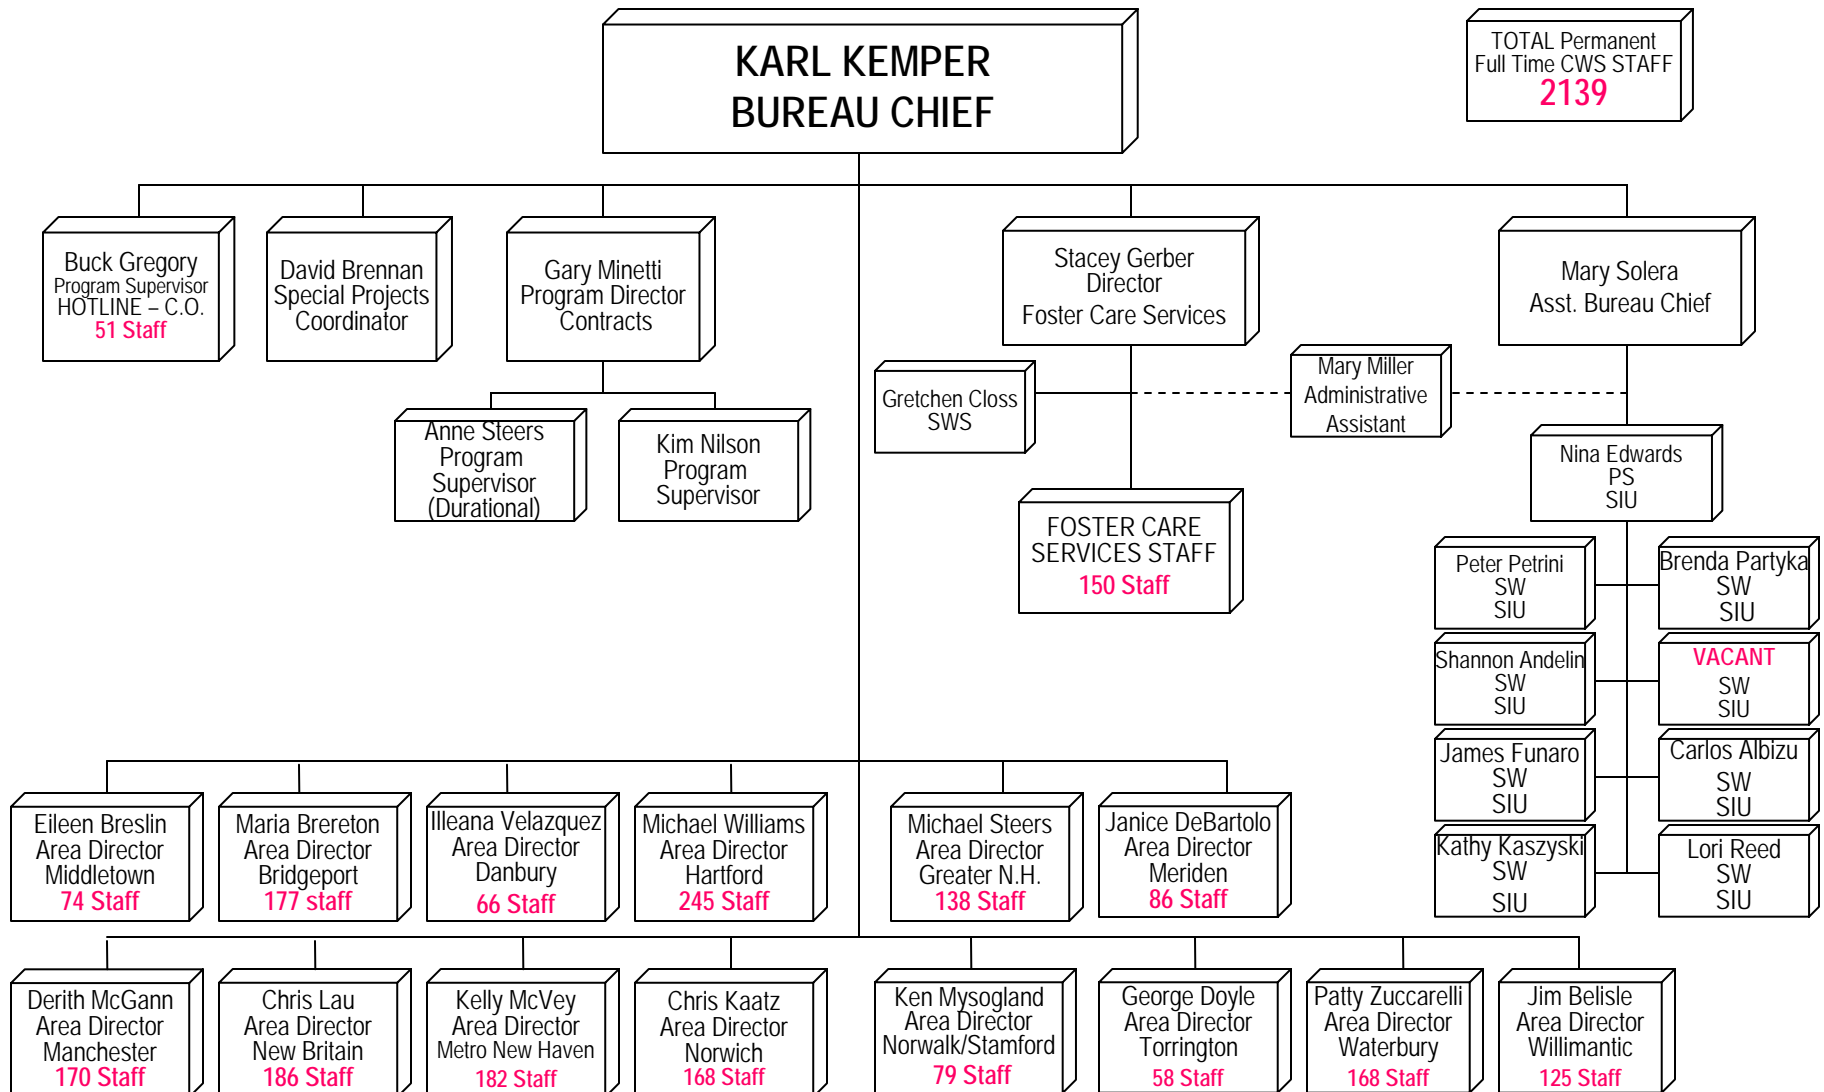 KARL KEMPER
BUREAU CHIEF
TOTAL Permanent
Full Time CWS STAFF
2139
Buck Gregory
Program Supervisor
HOTLINE – C.O.
51 Staff
David Brennan
Special Projects
Coordinator
Gary Minetti
Program Director
Contracts
Stacey Gerber
Director
Foster Care Services
Mary Solera
Asst. Bureau Chief
Anne Steers
Program
Supervisor
(Durational)
Kim Nilson
Program
Supervisor
Gretchen Closs
SWS
Mary Miller
Administrative
Assistant
Nina Edwards
PS
SIU
FOSTER CARE
SERVICES STAFF
150 Staff
Peter Petrini
SW
SIU
Brenda Partyka
SW
SIU
Shannon Andelin
SW
SIU
VACANT
SW
SIU
James Funaro
SW
SIU
Carlos Albizu
SW
SIU
Kathy Kaszyski
SW
SIU
Lori Reed
SW
SIU
Eileen Breslin
Area Director
Middletown
74 Staff
Maria Brereton
Area Director
Bridgeport
177 staff
Illeana Velazquez
Area Director
Danbury
66 Staff
Michael Williams
Area Director
Hartford
245 Staff
Michael Steers
Area Director
Greater N.H.
138 Staff
Janice DeBartolo
Area Director
Meriden
86 Staff
Derith McGann
Area Director
Manchester
170 Staff
Chris Lau
Area Director
New Britain
186 Staff
Kelly McVey
Area Director
Metro New Haven
182 Staff
Chris Kaatz
Area Director
Norwich
168 Staff
Ken Mysogland
Area Director
Norwalk/Stamford
79 Staff
George Doyle
Area Director
Torrington
58 Staff
Patty Zuccarelli
Area Director
Waterbury
168 Staff
Jim Belisle
Area Director
Willimantic
125 Staff